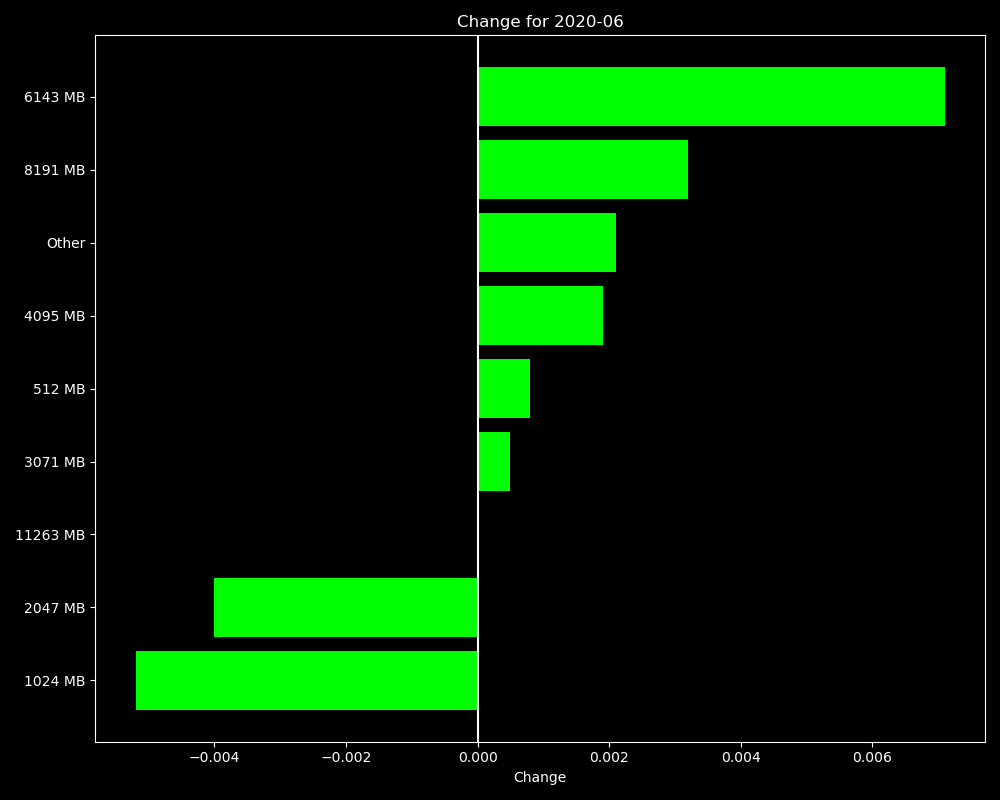 Change for 2020-06
6143 MB
8191 MB
Other
4095 MB
512 MB
3071 MB
11263 MB
2047 MB
1024 MB
−0.004 −0.002 0.000 0.002 0.004 0.006
Change